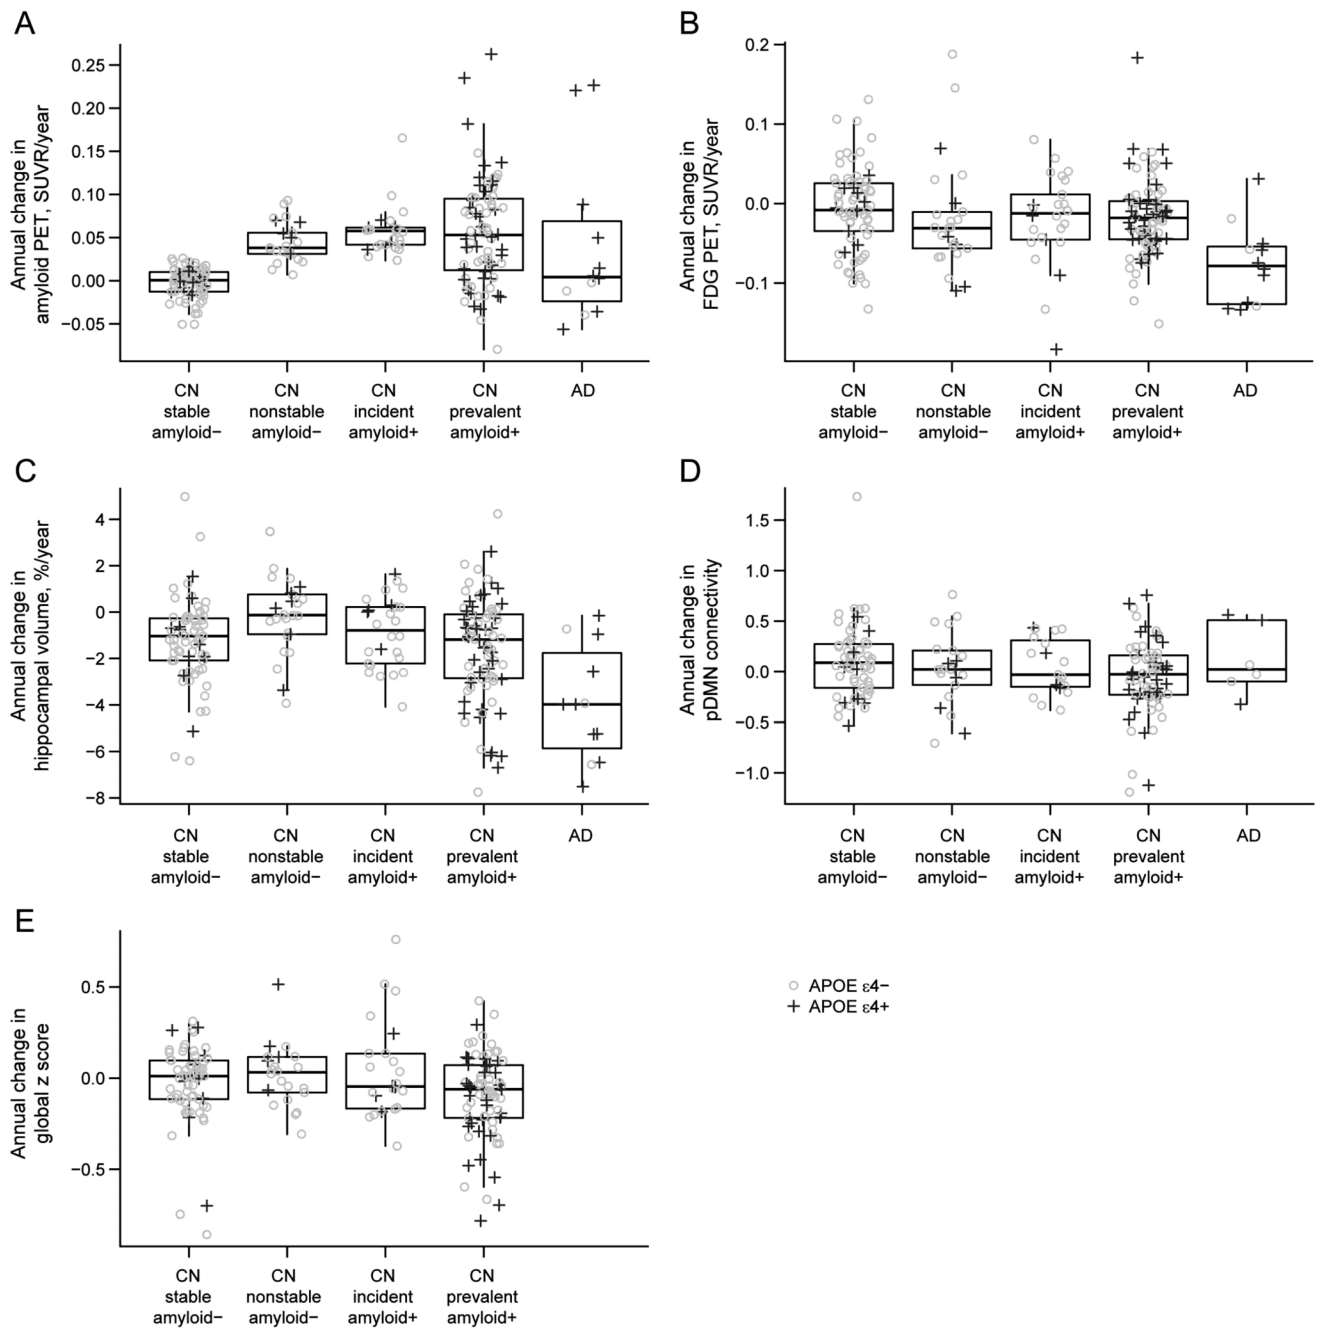 A
Annual change in
amyloid PET, SUVR/year
0.25
0.20
0.15
0.10
0.05
0.00
−0.05
CN CN CN CN AD
stable nonstable incident prevalent
amyloid− amyloid− amyloid+ amyloid+
B
Annual change in
FDG PET, SUVR/year
0.2
0.1
0.0
−0.1
CN CN CN CN AD
stable nonstable incident prevalent
amyloid− amyloid− amyloid+ amyloid+
C
Annual change in
hippocampal volume, %/year
4
2
0
−2
−4
−6
−8
CN CN CN CN AD
stable nonstable incident prevalent
amyloid− amyloid− amyloid+ amyloid+
D
Annual change in
pDMN connectivity
1.5
1.0
0.5
0.0
−0.5
−1.0
CN CN CN CN AD
stable nonstable incident prevalent
amyloid− amyloid− amyloid+ amyloid+
E
Annual change in
global z score
0.5
0.0
−0.5
CN CN CN CN
stable nonstable incident prevalent
amyloid− amyloid− amyloid+ amyloid+
APOE ε4−
APOE ε4+